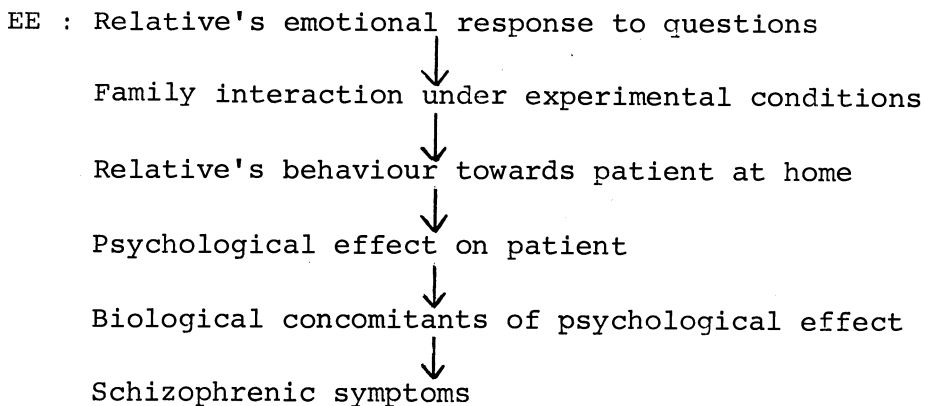 EE : Relative's emotional response to questions
Family interaction under experimental conditions
Relative's behaviour towards patient at home
Psychological effect on patient
Biological concomitants of psychological effect
Schizophrenic symptoms